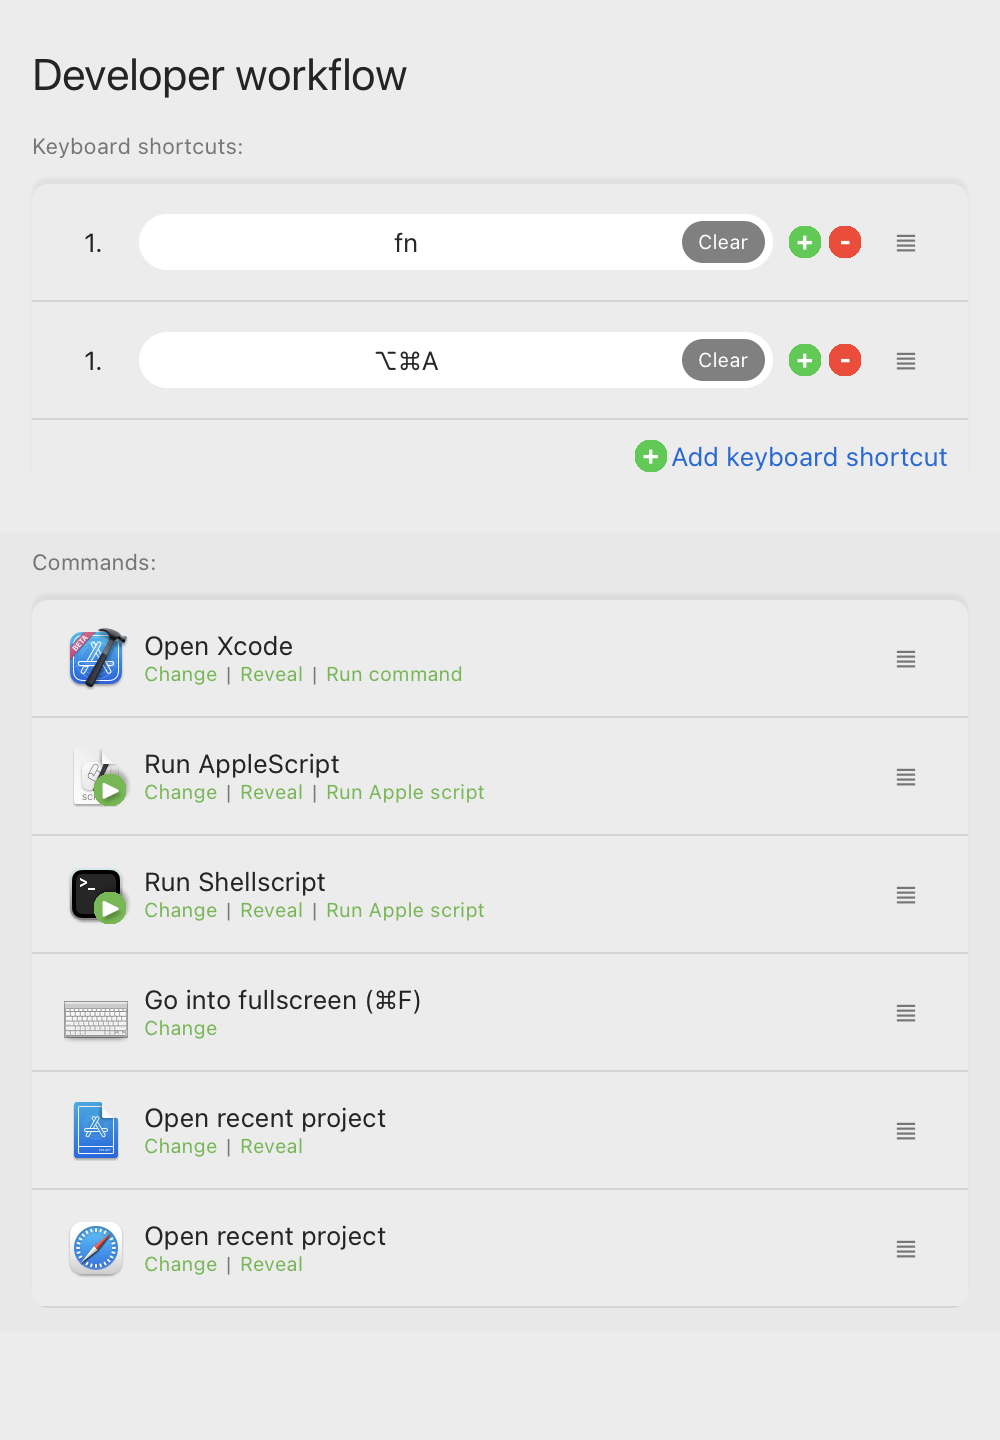 Developer workflow
Keyboard shortcuts:
1. fn Clear + -
1. ⌥⌘A Clear + -
+ Add keyboard shortcut
Commands:
BETA
Open Xcode
Change | Reveal | Run command
Run AppleScript
Change | Reveal | Run Apple script
>_
Run Shellscript
Change | Reveal | Run Apple script
Go into fullscreen (⌘F)
Change
Open recent project
Change | Reveal
Open recent project
Change | Reveal